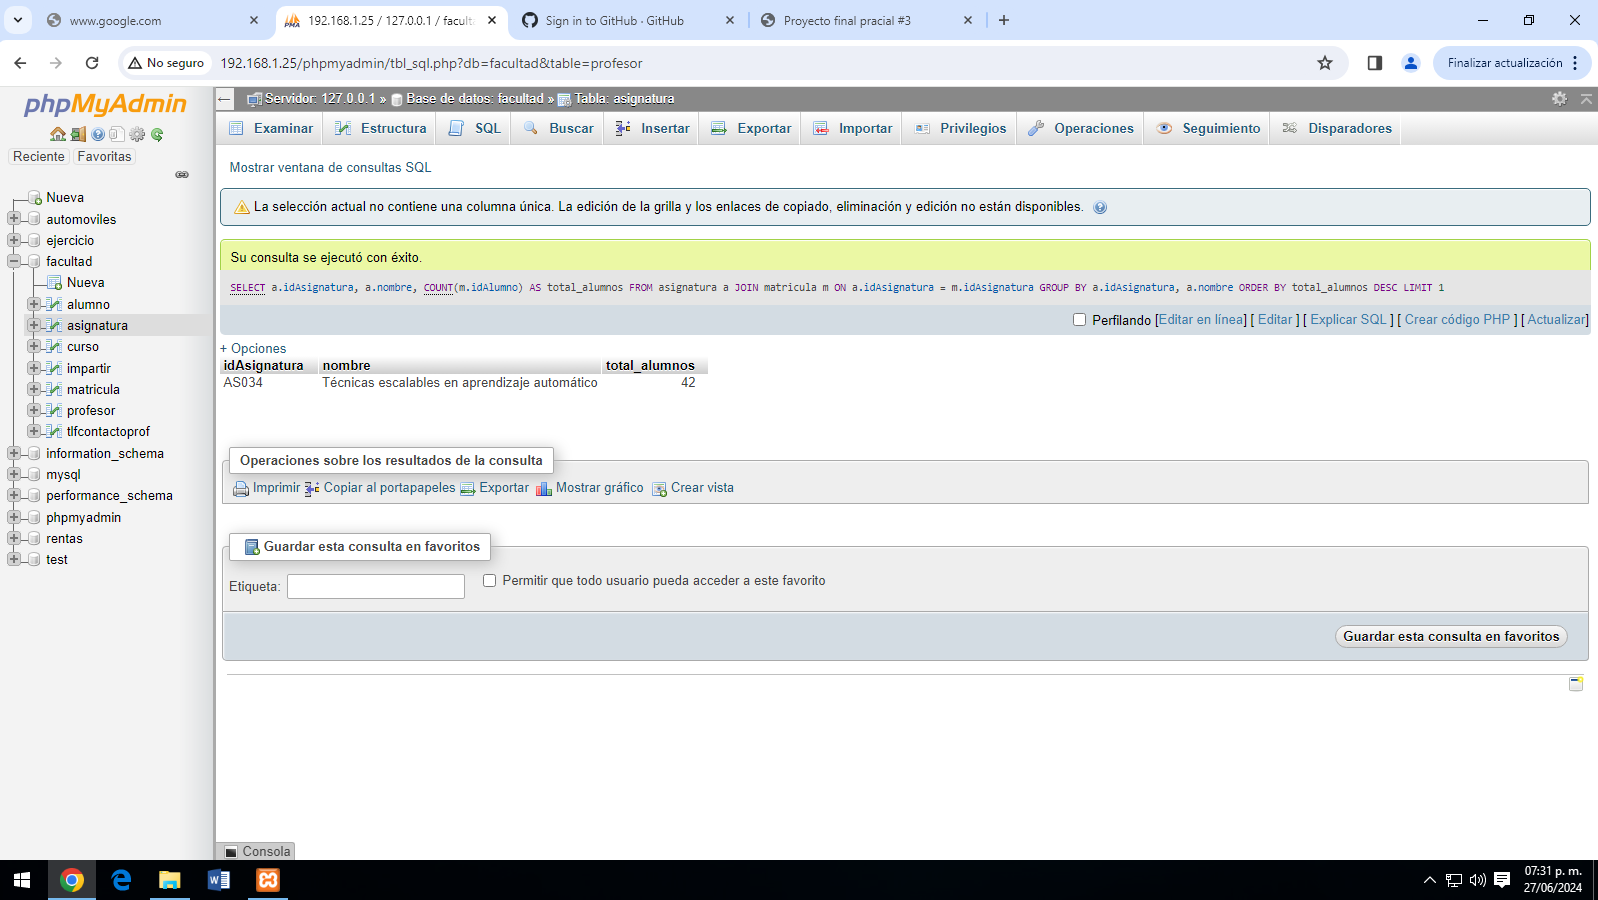 www.google.com
192.168.1.25 / 127.0.0.1 / facult
Sign in to GitHub · GitHub
Proyecto final pracial #3
No seguro
192.168.1.25/phpmyadmin/tbl_sql.php?db=facultad&table=profesor
Finalizar actualización
phpMyAdmin
Reciente Favoritas
Nueva
automoviles
ejercicio
facultad
Nueva
alumno
asignatura
curso
impartir
matricula
profesor
tlfcontactoprof
information_schema
mysql
performance_schema
phpmyadmin
rentas
test
Servidor: 127.0.0.1 » Base de datos: facultad » Tabla: asignatura
Examinar Estructura SQL Buscar Insertar Exportar Importar Privilegios Operaciones Seguimiento Disparadores
Mostrar ventana de consultas SQL
La selección actual no contiene una columna única. La edición de la grilla y los enlaces de copiado, eliminación y edición no están disponibles.
Su consulta se ejecutó con éxito.
SELECT a.idAsignatura, a.nombre, COUNT(m.idAlumno) AS total_alumnos FROM asignatura a JOIN matricula m ON a.idAsignatura = m.idAsignatura GROUP BY a.idAsignatura, a.nombre ORDER BY total_alumnos DESC LIMIT 1
Perfilando [Editar en línea] [ Editar ] [ Explicar SQL ] [ Crear código PHP ] [ Actualizar]
+ Opciones
idAsignatura nombre total_alumnos
AS034 Técnicas escalables en aprendizaje automático 42
Operaciones sobre los resultados de la consulta
Imprimir Copiar al portapapeles Exportar Mostrar gráfico Crear vista
Guardar esta consulta en favoritos
Etiqueta: Permitir que todo usuario pueda acceder a este favorito
Guardar esta consulta en favoritos
Consola
07:31 p. m.
27/06/2024